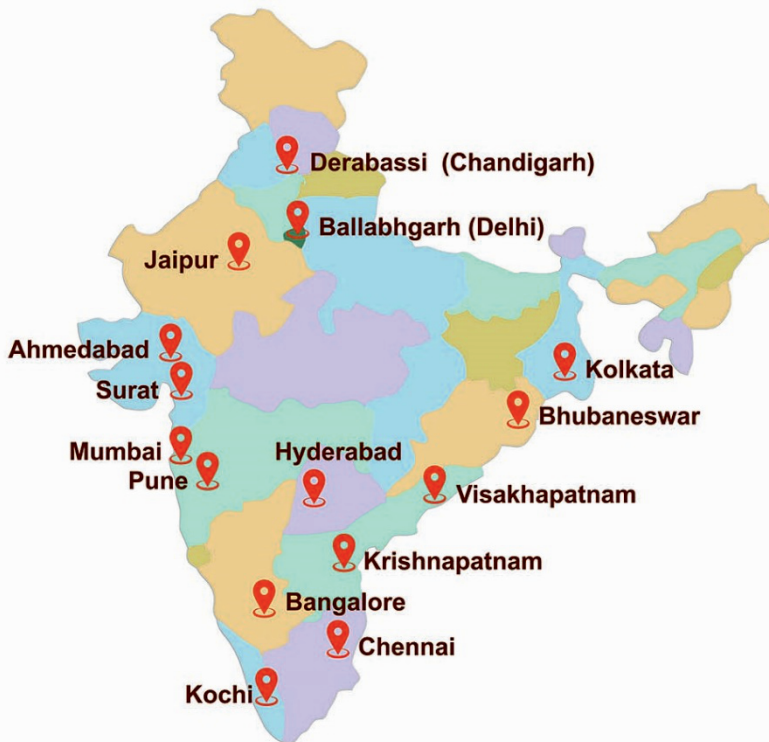 Derabassi (Chandigarh)
Ballabhgarh (Delhi)
Jaipur
Ahmedabad
Surat
Kolkata
Bhubaneswar
Mumbai
Hyderabad
Pune
Visakhapatnam
Krishnapatnam
Bangalore
Chennai
Kochi